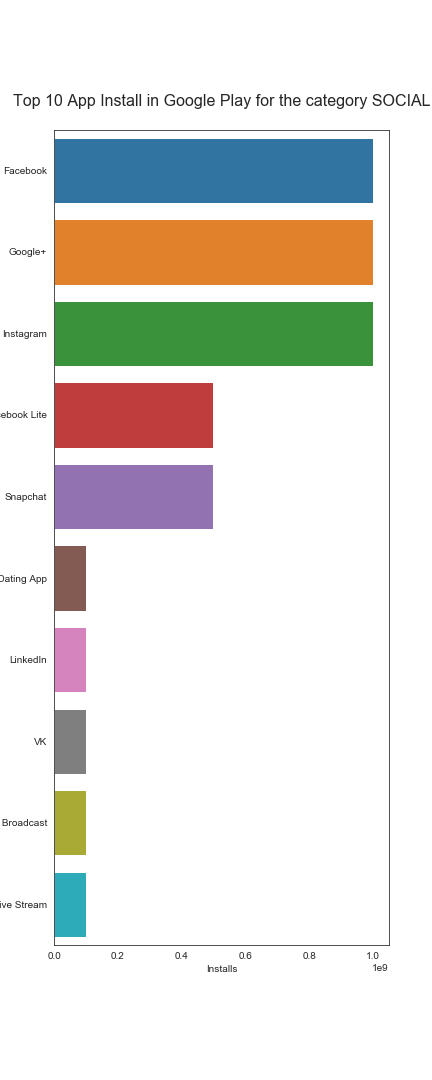 Top 10 App Install in Google Play for the category SOCIAL
Facebook
Google+
Instagram
ebook Lite
Snapchat
Dating App
LinkedIn
VK
Broadcast
ive Stream
0.0 0.2 0.4 0.6 0.8 1.0
1e9
Installs